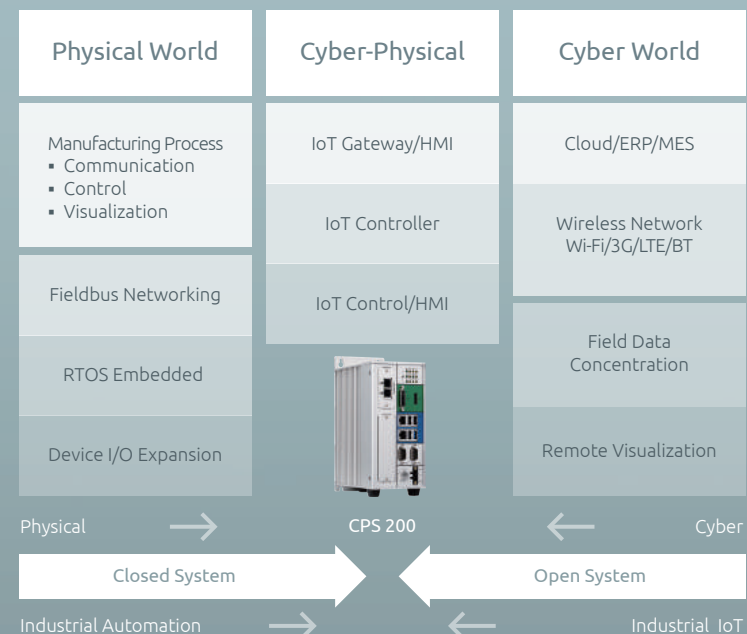 Physical World
Cyber-Physical
Cyber World
Manufacturing Process
▪ Communication
▪ Control
▪ Visualization
Fieldbus Networking
RTOS Embedded
Device I/O Expansion
IoT Gateway/HMI
IoT Controller
IoT Control/HMI
Cloud/ERP/MES
Wireless Network
Wi-Fi/3G/LTE/BT
Field Data
Concentration
Remote Visualization
Physical
CPS 200
Cyber
Closed System
Open System
Industrial Automation
Industrial IoT